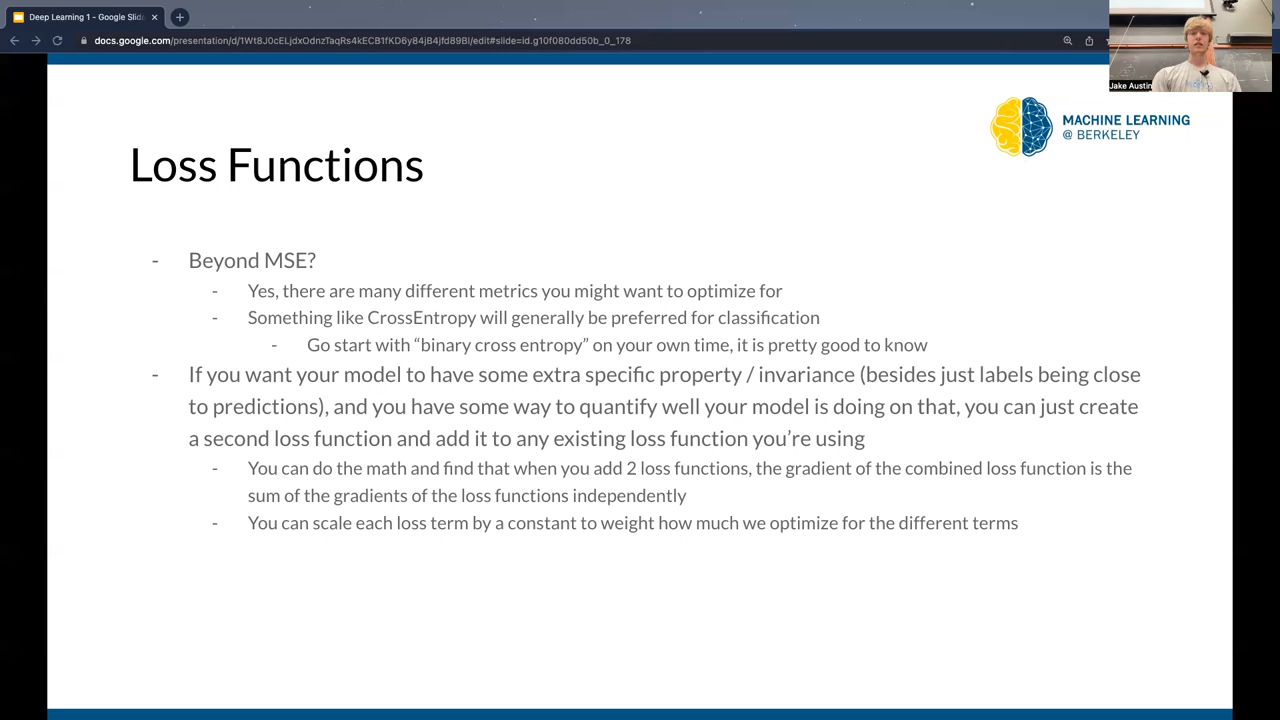 Deep Learning 1 - Google Slid
docs.google.com/presentation/d/1Wt8J0cELjdxOdnzTaqRs4kECB1fKD6y84jB4jfd89BI/edit#slide=id.g10f080dd50b_0_178
Jake Austin
MACHINE LEARNING
@ BERKELEY
Loss Functions
- Beyond MSE?
- Yes, there are many different metrics you might want to optimize for
- Something like CrossEntropy will generally be preferred for classification
- Go start with “binary cross entropy” on your own time, it is pretty good to know
- If you want your model to have some extra specific property / invariance (besides just labels being close
to predictions), and you have some way to quantify well your model is doing on that, you can just create
a second loss function and add it to any existing loss function you’re using
- You can do the math and find that when you add 2 loss functions, the gradient of the combined loss function is the
sum of the gradients of the loss functions independently
- You can scale each loss term by a constant to weight how much we optimize for the different terms